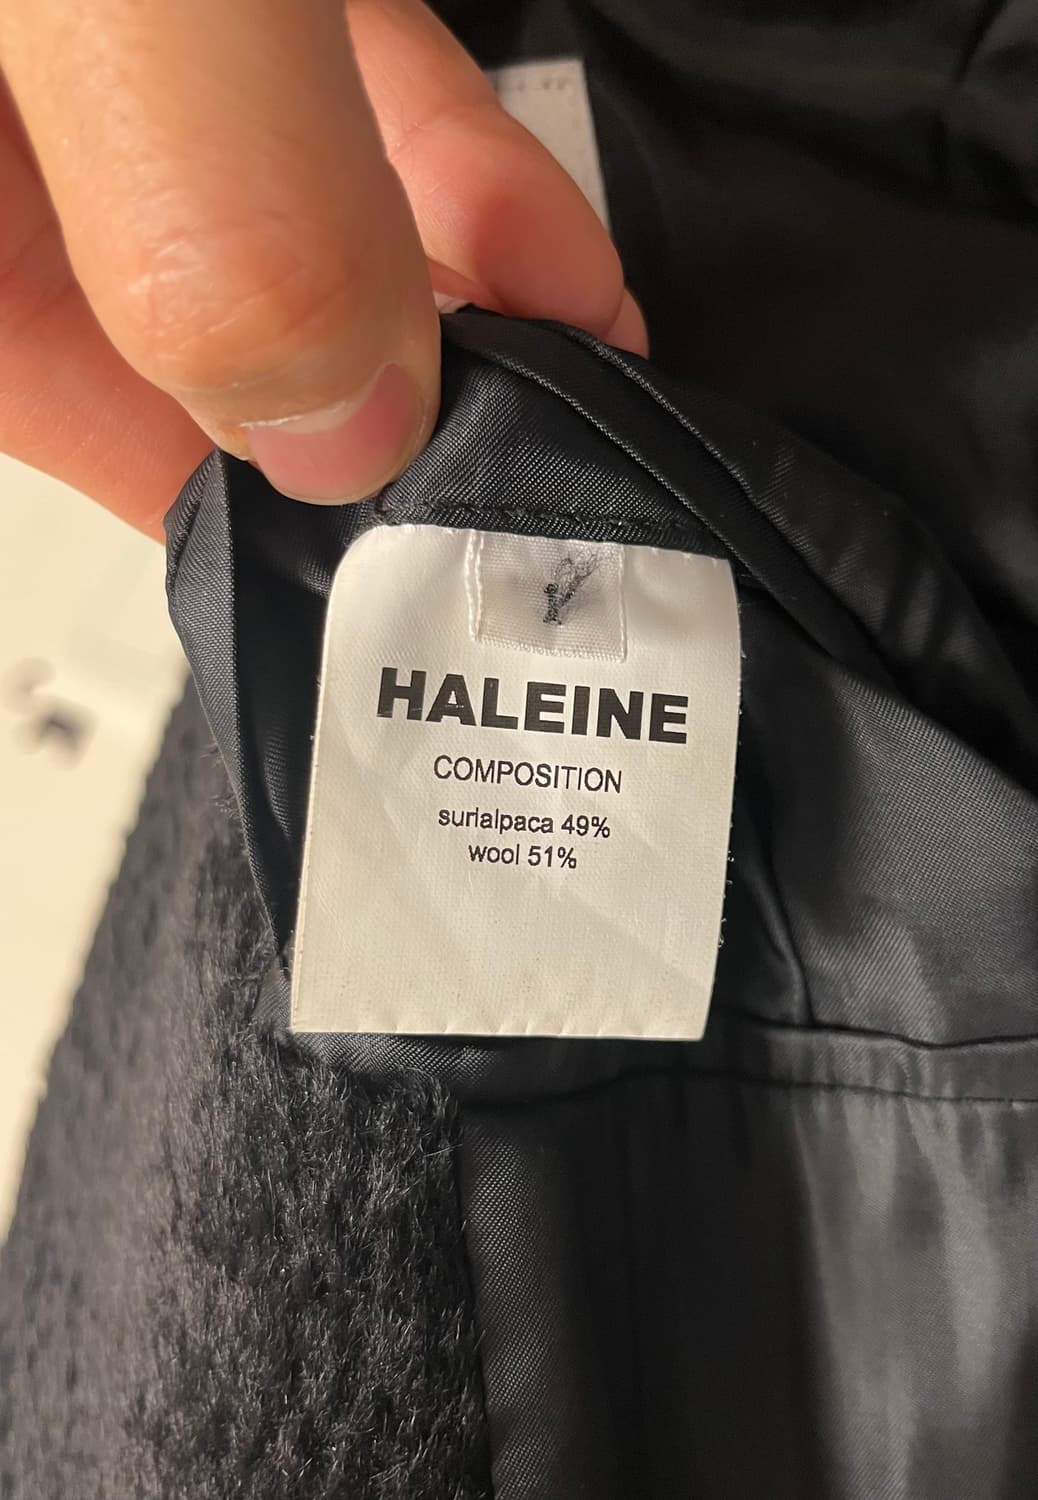 HALEINE
COMPOSITION
surialpaca 49%
wool 51%